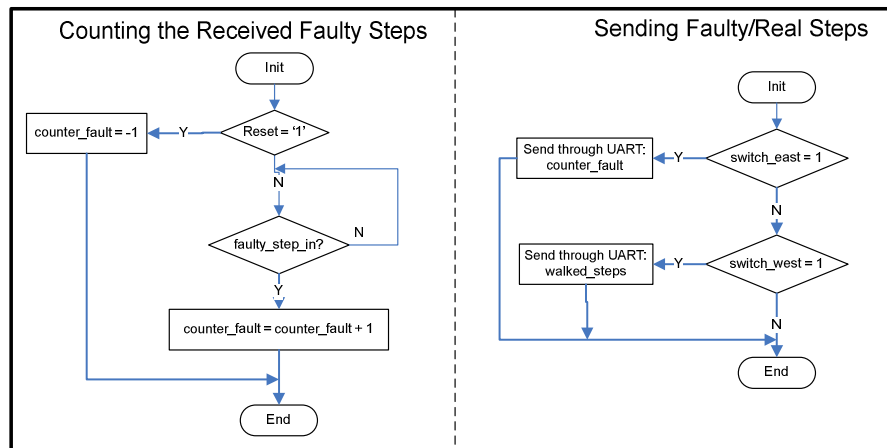 Counting the Received Faulty Steps
Init
Reset = ‘1’
Y
counter_fault = -1
N
faulty_step_in?
N
Y
counter_fault = counter_fault + 1
End
Sending Faulty/Real Steps
Init
switch_east = 1
Y
Send through UART:
counter_fault
N
switch_west = 1
Y
Send through UART:
walked_steps
N
End